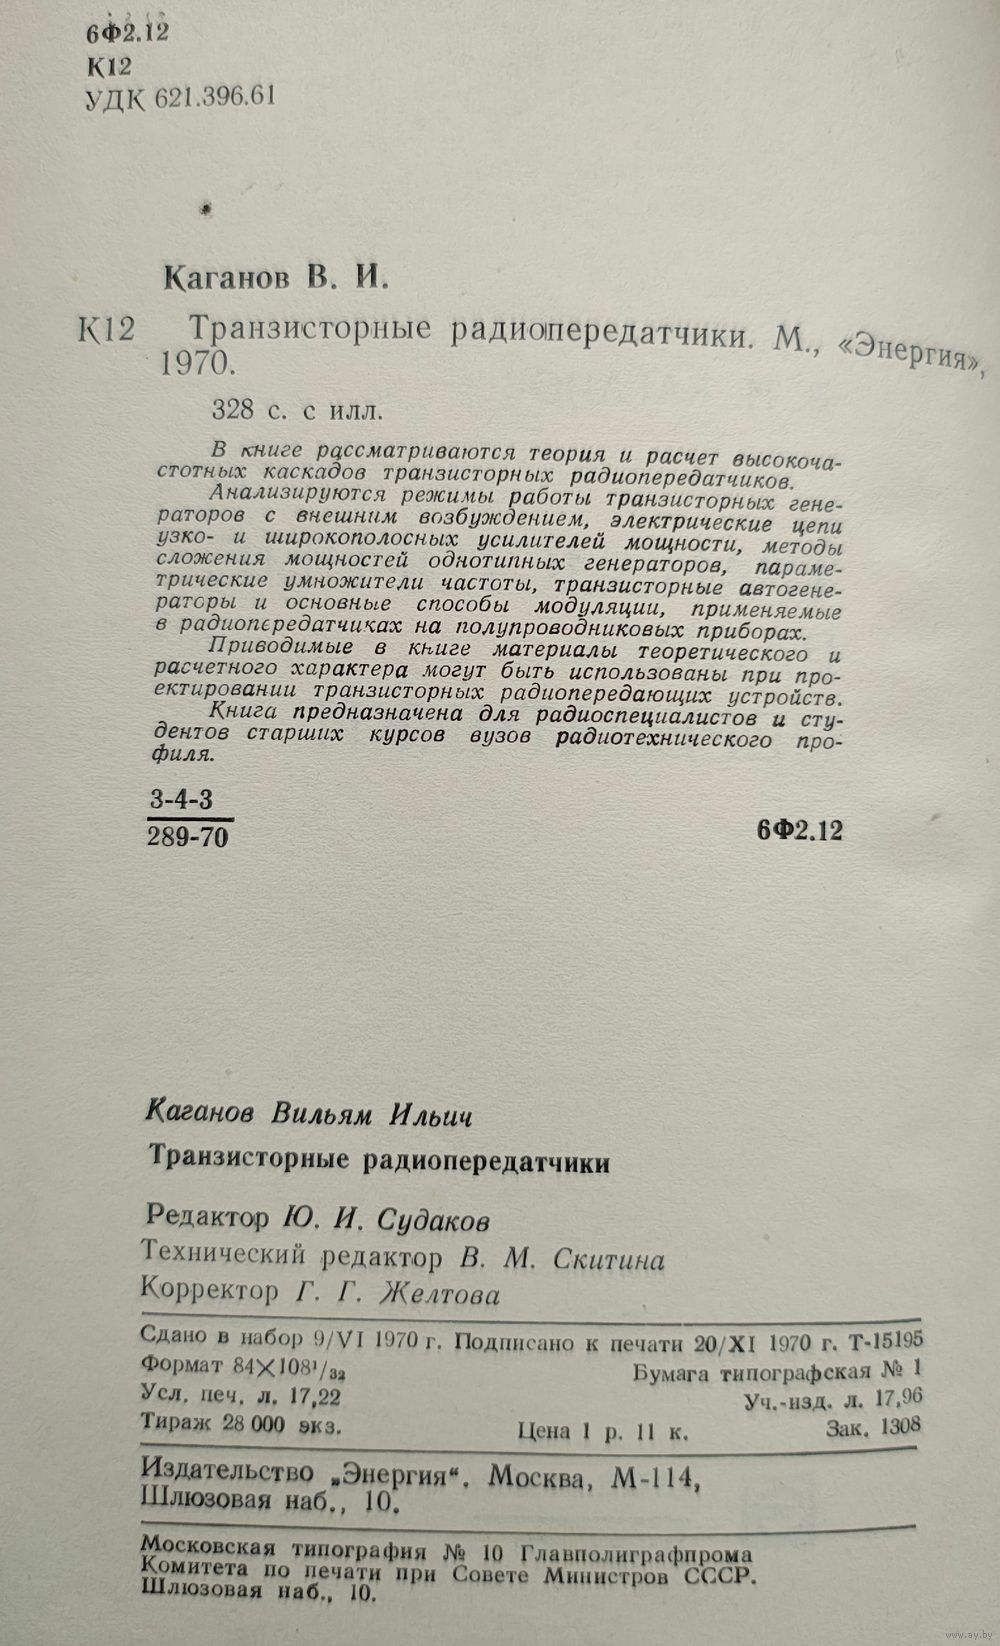 6Ф2.12
К12
УДК 621.396.61
Каганов В. И.
К12 Транзисторные радиопередатчики. М., «Энергия»,
1970.
328 с. с илл.
В книге рассматриваются теория и расчет высокоча-
стотных каскадов транзисторных радиопередатчиков.
Анализируются режимы работы транзисторных гене-
раторов с внешним возбуждением, электрические цепи
узко- и широкополосных усилителей мощности, методы
сложения мощностей однотипных генераторов, параме-
трические умножители частоты, транзисторные автогене-
раторы и основные способы модуляции, применяемые
в радиопередатчиках на полупроводниковых приборах.
Приводимые в книге материалы теоретического и
расчетного характера могут быть использованы при про-
ектировании транзисторных радиопередающих устройств.
Книга предназначена для радиоспециалистов и сту-
дентов старших курсов вузов радиотехнического про-
филя.
3-4-3
289-70 6Ф2.12
Каганов Вильям Ильич
Транзисторные радиопередатчики
Редактор Ю. И. Судаков
Технический редактор В. М. Скитина
Корректор Г. Г. Желтова
Сдано в набор 9/VI 1970 г. Подписано к печати 20/XI 1970 г. Т-15195
Формат 84×108¹/₃₂ Бумага типографская № 1
Усл. печ. л. 17,22 Уч.-изд. л. 17,96
Тираж 28 000 экз. Цена 1 р. 11 к. Зак. 1308
Издательство „Энергия“. Москва, М-114,
Шлюзовая наб., 10.
Московская типография № 10 Главполиграфпрома
Комитета по печати при Совете Министров СССР.
Шлюзовая наб., 10.
www.ay.by